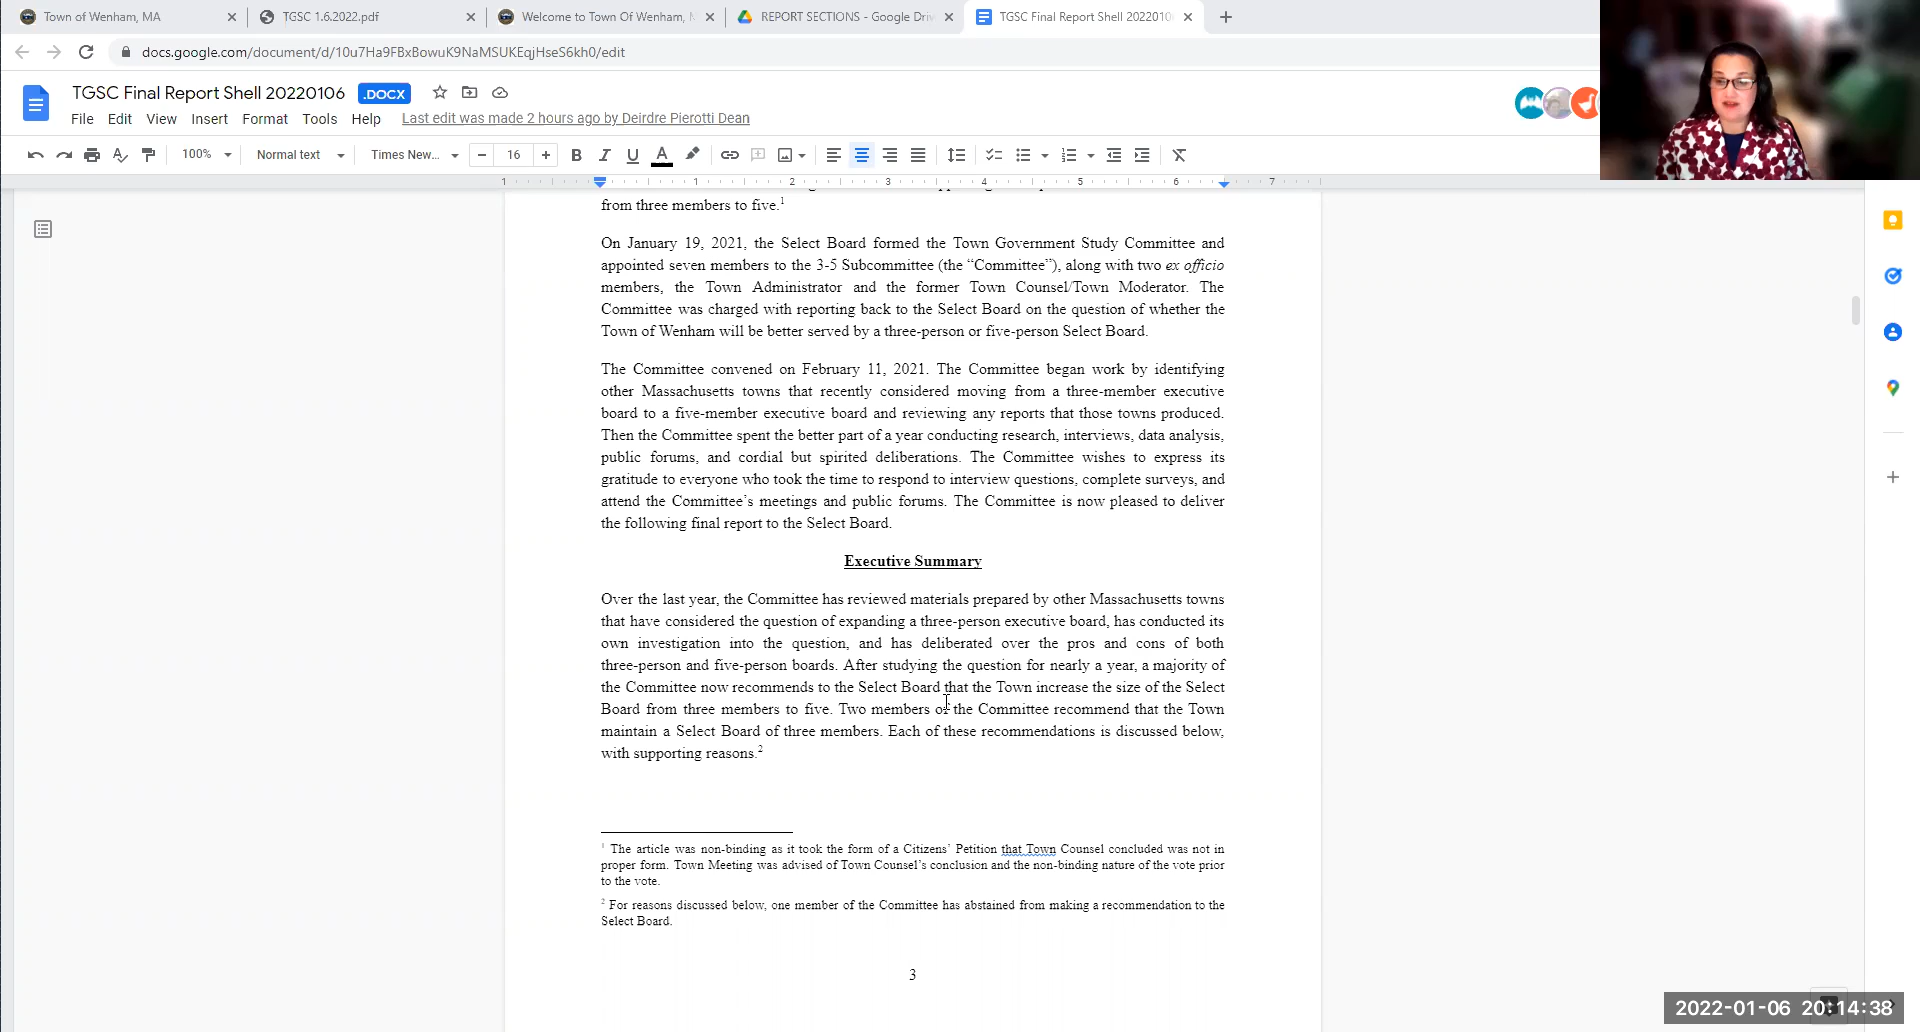 Town of Wenham, MA
TGSC 1.6.2022.pdf
Welcome to Town Of Wenham,
REPORT SECTIONS - Google Driv
TGSC Final Report Shell 2022010
docs.google.com/document/d/10u7Ha9FBxBowuK9NaMSUKEqjHseS6kh0/edit
TGSC Final Report Shell 20220106 .DOCX
File Edit View Insert Format Tools Help Last edit was made 2 hours ago by Deirdre Pierotti Dean
100% Normal text Times New... 16 B I U A
1 1 2 3 4 5 6 7
from three members to five.1
On January 19, 2021, the Select Board formed the Town Government Study Committee and
appointed seven members to the 3-5 Subcommittee (the “Committee”), along with two ex officio
members, the Town Administrator and the former Town Counsel/Town Moderator. The
Committee was charged with reporting back to the Select Board on the question of whether the
Town of Wenham will be better served by a three-person or five-person Select Board.
The Committee convened on February 11, 2021. The Committee began work by identifying
other Massachusetts towns that recently considered moving from a three-member executive
board to a five-member executive board and reviewing any reports that those towns produced.
Then the Committee spent the better part of a year conducting research, interviews, data analysis,
public forums, and cordial but spirited deliberations. The Committee wishes to express its
gratitude to everyone who took the time to respond to interview questions, complete surveys, and
attend the Committee’s meetings and public forums. The Committee is now pleased to deliver
the following final report to the Select Board.
Executive Summary
Over the last year, the Committee has reviewed materials prepared by other Massachusetts towns
that have considered the question of expanding a three-person executive board, has conducted its
own investigation into the question, and has deliberated over the pros and cons of both
three-person and five-person boards. After studying the question for nearly a year, a majority of
the Committee now recommends to the Select Board that the Town increase the size of the Select
Board from three members to five. Two members of the Committee recommend that the Town
maintain a Select Board of three members. Each of these recommendations is discussed below,
with supporting reasons.2
1 The article was non-binding as it took the form of a Citizens’ Petition that Town Counsel concluded was not in
proper form. Town Meeting was advised of Town Counsel’s conclusion and the non-binding nature of the vote prior
to the vote.
2 For reasons discussed below, one member of the Committee has abstained from making a recommendation to the
Select Board.
3
2022-01-06 20:14:38